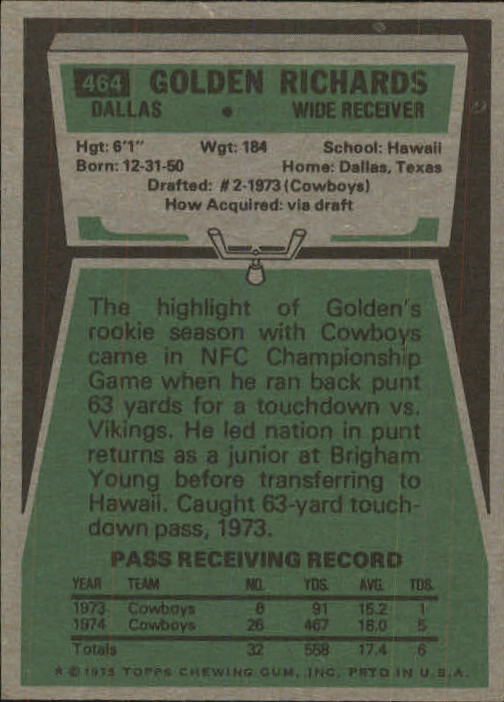 464 GOLDEN RICHARDS
DALLAS • WIDE RECEIVER
Hgt: 6'1" Wgt: 184 School: Hawaii
Born: 12-31-50 Home: Dallas, Texas
Drafted: #2-1973 (Cowboys)
How Acquired: via draft
The highlight of Golden's
rookie season with Cowboys
came in NFC Championship
Game when he ran back punt
63 yards for a touchdown vs.
Vikings. He led nation in punt
returns as a junior at Brigham
Young before transferring to
Hawaii. Caught 63-yard touch-
down pass, 1973.
PASS RECEIVING RECORD
YEAR TEAM NO. YDS. AVG. TDS.
1973 Cowboys 6 91 15.2 1
1974 Cowboys 26 467 18.0 5
Totals 32 558 17.4 6
* © 1975 TOPPS CHEWING GUM, INC. PRTD IN U.S.A.